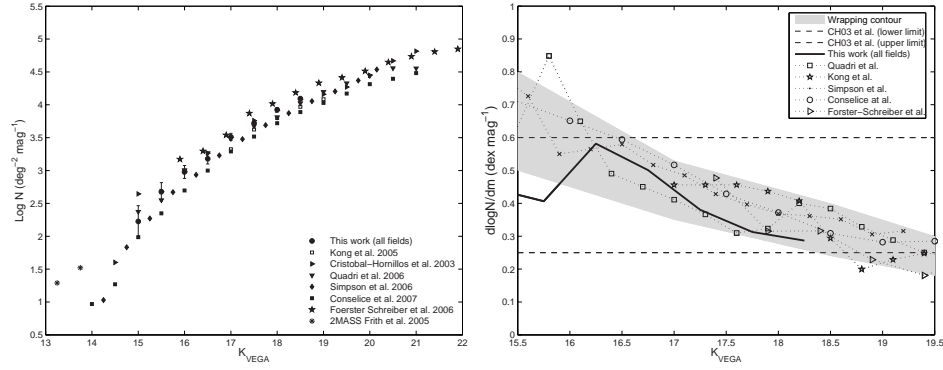 5
4.5
4
3.5
3
2.5
2
1.5
1
0.5
Log N (deg⁻² mag⁻¹)
13 14 15 16 17 18 19 20 21 22
K_VEGA
This work (all fields)
Kong et al. 2005
Cristobal−Hornillos et al. 2003
Quadri et al. 2006
Simpson et al. 2006
Conselice et al. 2007
Foerster Schreiber et al. 2006
2MASS Frith et al. 2005
1
0.9
0.8
0.7
0.6
0.5
0.4
0.3
0.2
0.1
0
dlogN/dm (dex mag⁻¹)
15.5 16 16.5 17 17.5 18 18.5 19 19.5
K_VEGA
Wrapping contour
CH03 et al. (lower limit)
CH03 et al. (upper limit)
This work (all fields)
Quadri et al.
Kong et al.
Simpson et al.
Conselice at al.
Forster−Schreiber et al.